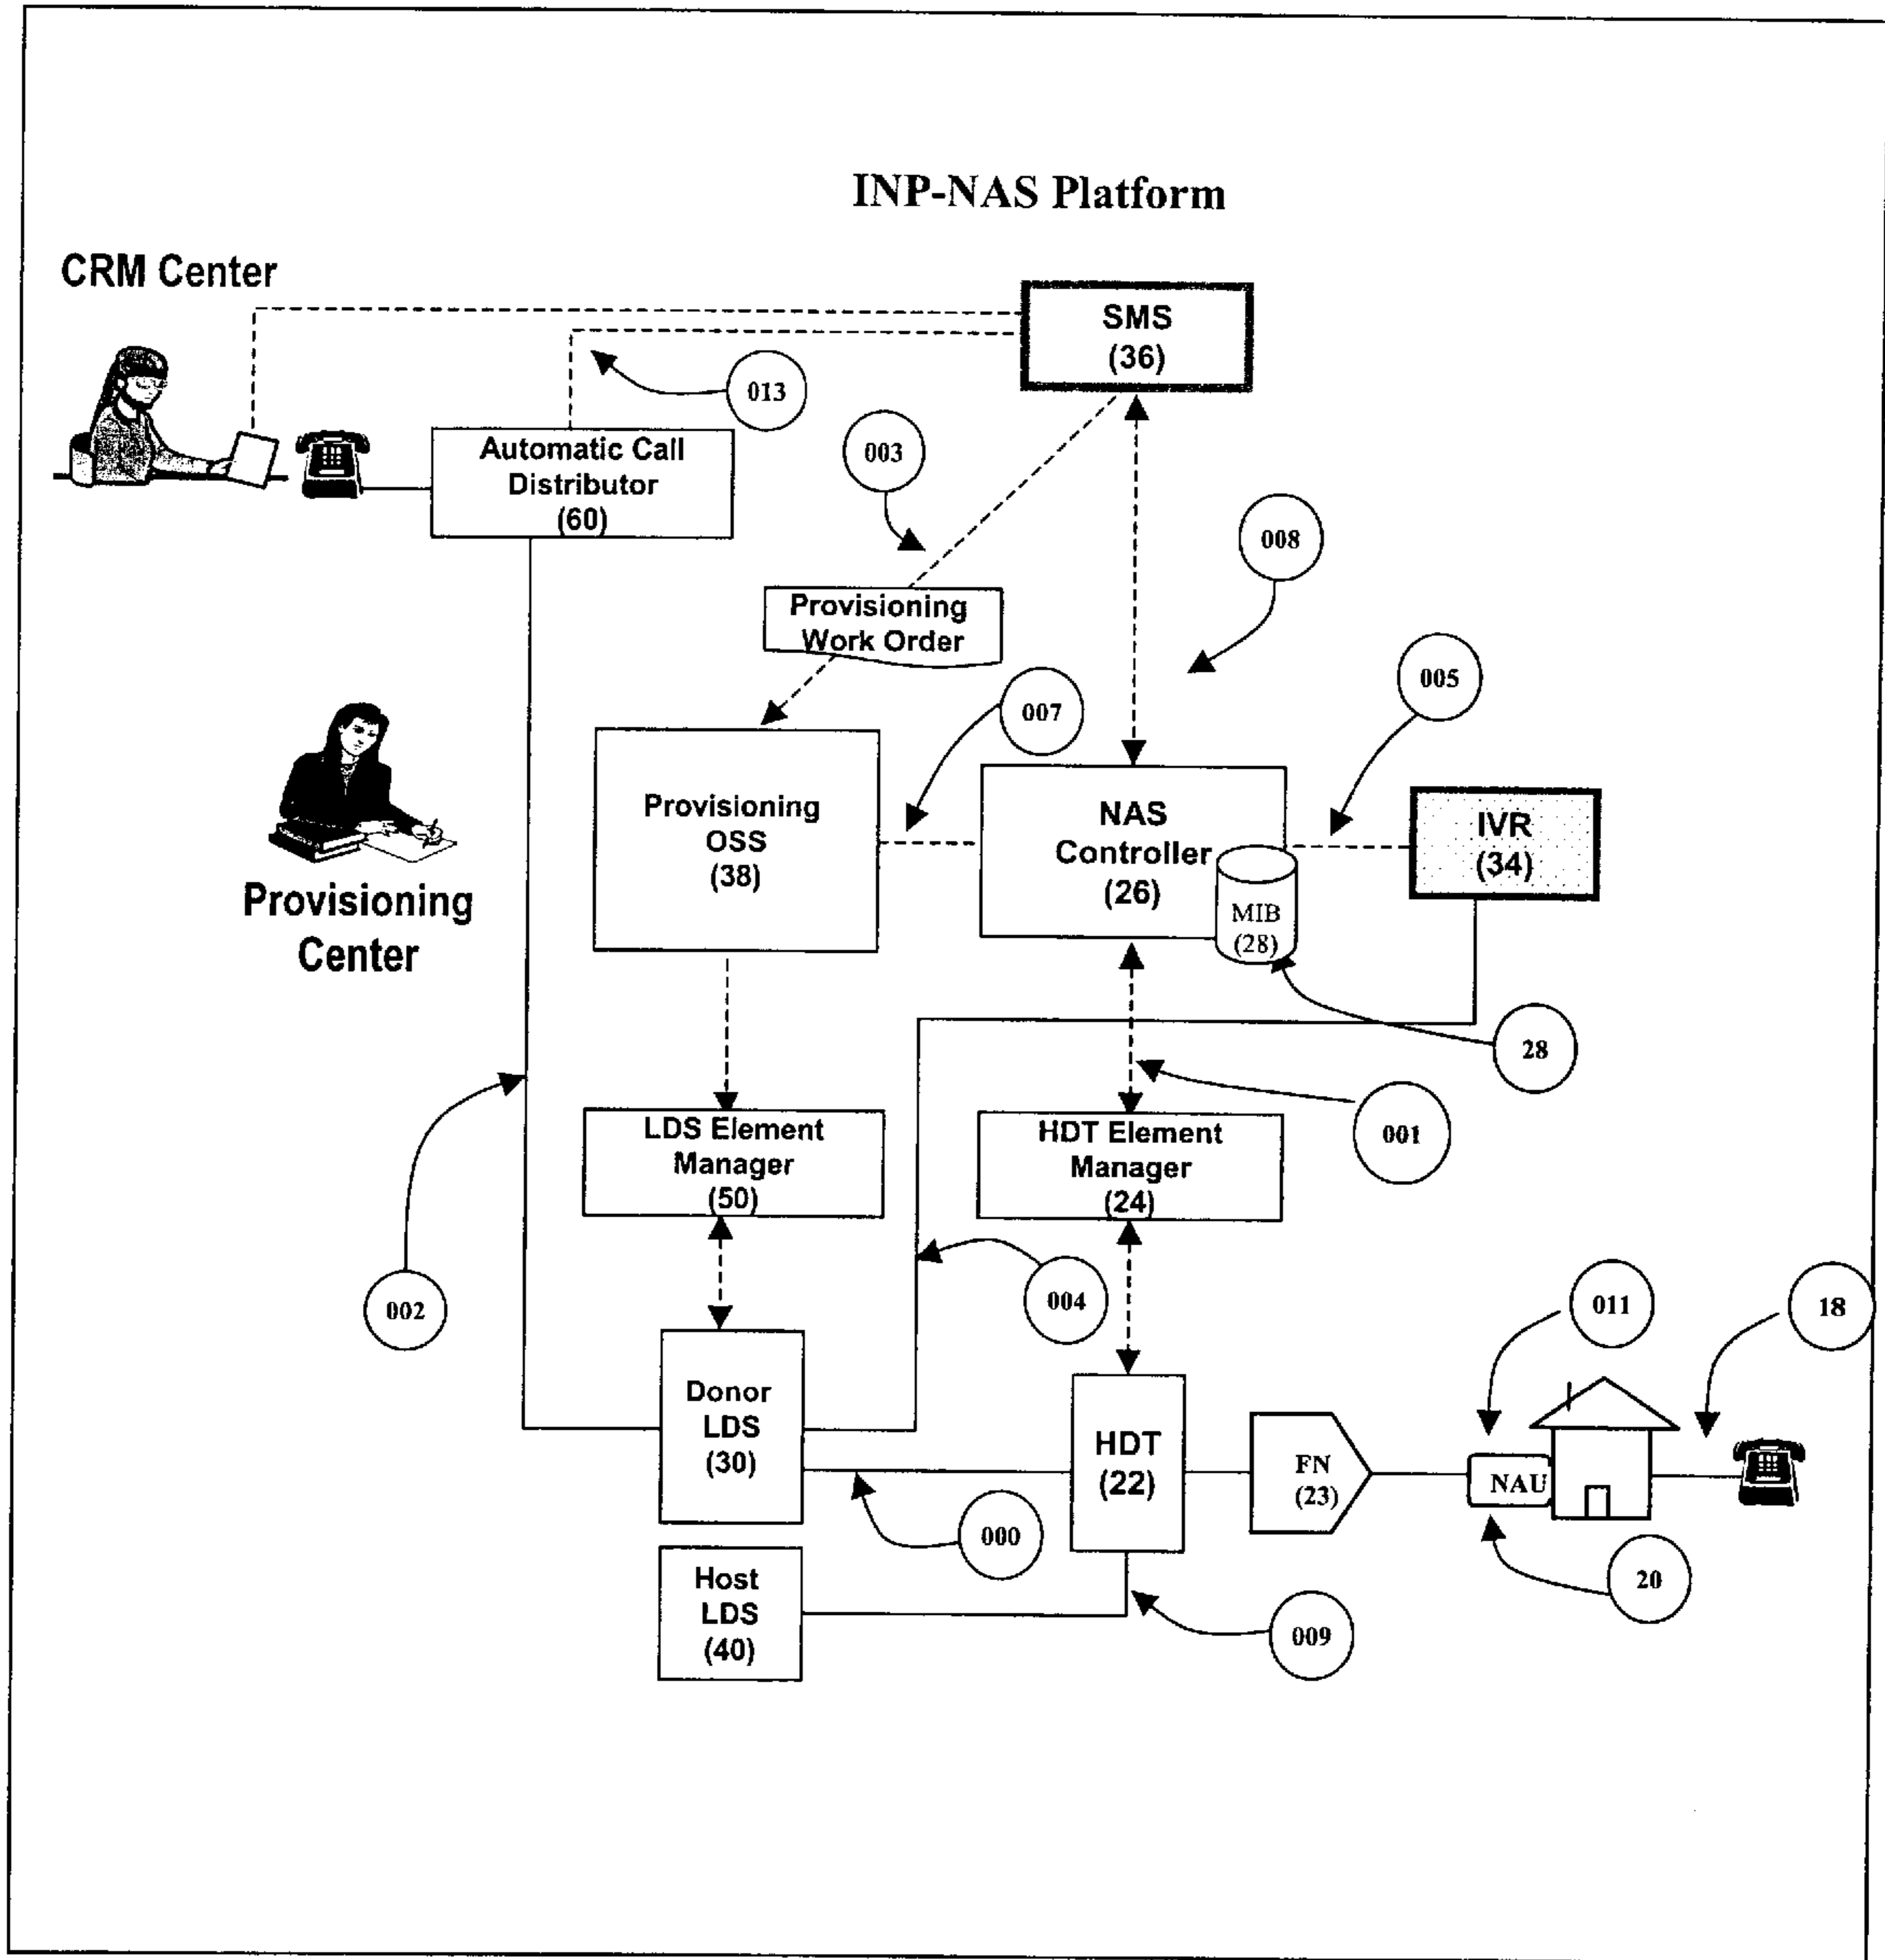 INP-NAS Platform
CRM Center
SMS
(36)
013
Automatic Call
Distributor
(60)
003
008
Provisioning
Work Order
005
007
Provisioning
OSS
(38)
NAS
Controller
(26)
MIB
(28)
IVR
(34)
Provisioning
Center
28
001
LDS Element
Manager
(50)
HDT Element
Manager
(24)
002
004
011
18
Donor
LDS
(30)
HDT
(22)
FN
(23)
NAU
000
20
Host
LDS
(40)
009